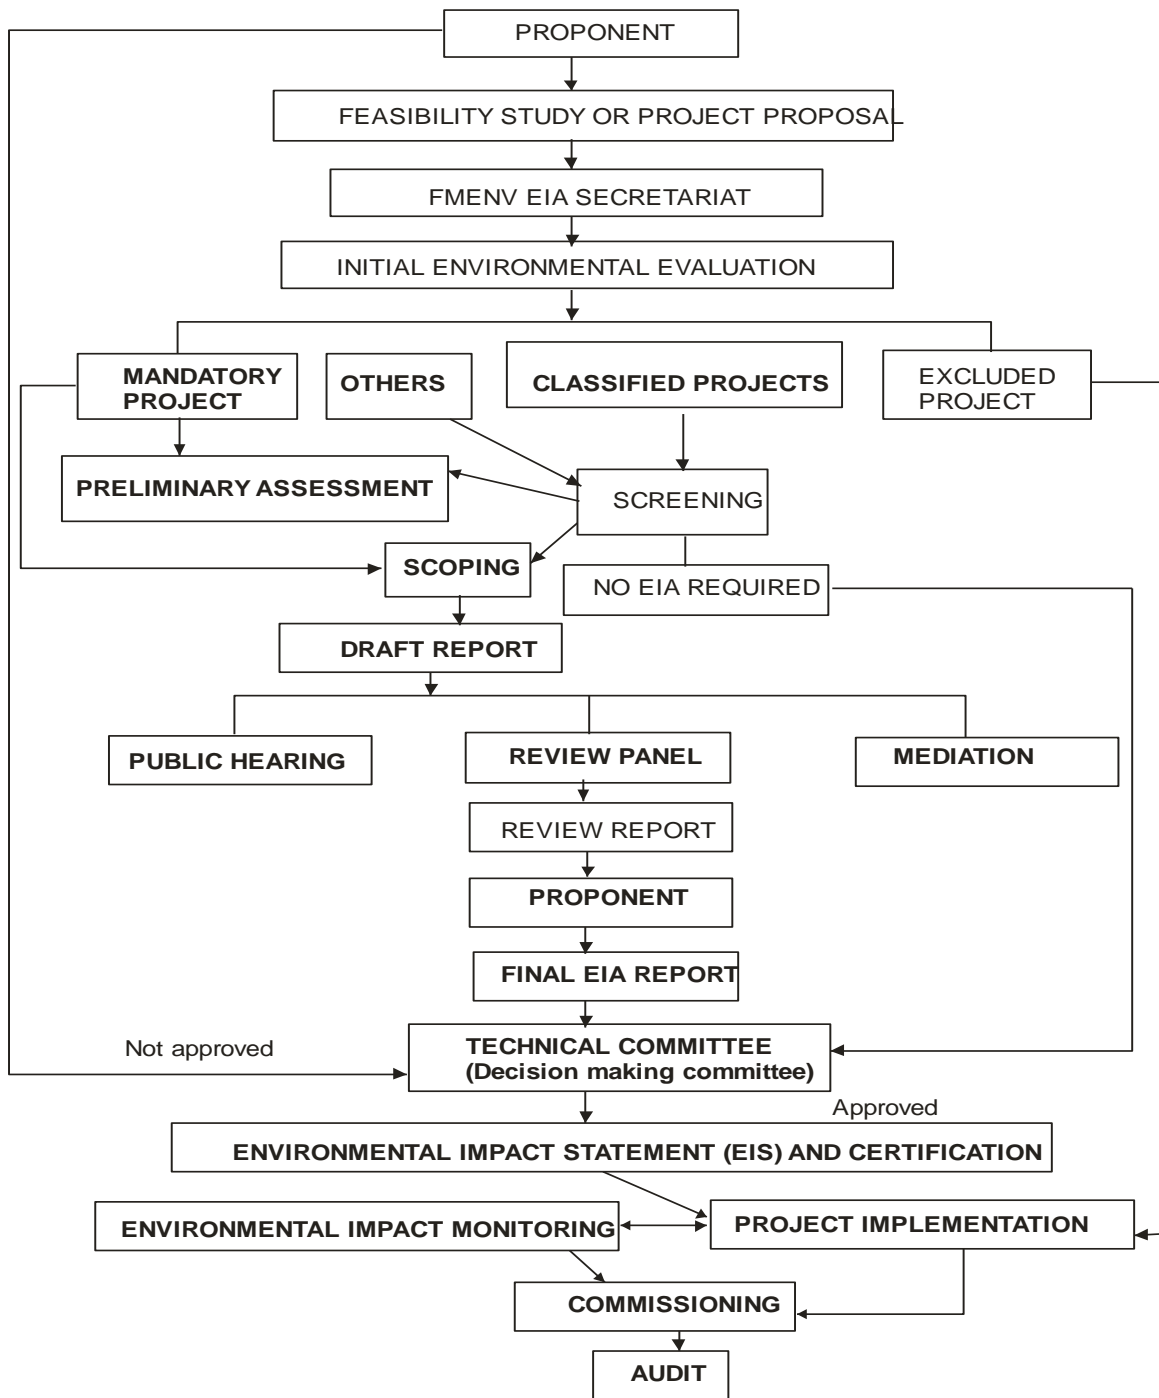 PROPONENT
FEASIBILITY STUDY OR PROJECT PROPOSAL
FMENV EIA SECRETARIAT
INITIAL ENVIRONMENTAL EVALUATION
MANDATORY
PROJECT
OTHERS
CLASSIFIED PROJECTS
EXCLUDED
PROJECT
PRELIMINARY ASSESSMENT
SCREENING
SCOPING
NO EIA REQUIRED
DRAFT REPORT
PUBLIC HEARING
REVIEW PANEL
MEDIATION
REVIEW REPORT
PROPONENT
FINAL EIA REPORT
Not approved
TECHNICAL COMMITTEE
(Decision making committee)
Approved
ENVIRONMENTAL IMPACT STATEMENT (EIS) AND CERTIFICATION
ENVIRONMENTAL IMPACT MONITORING
PROJECT IMPLEMENTATION
COMMISSIONING
AUDIT